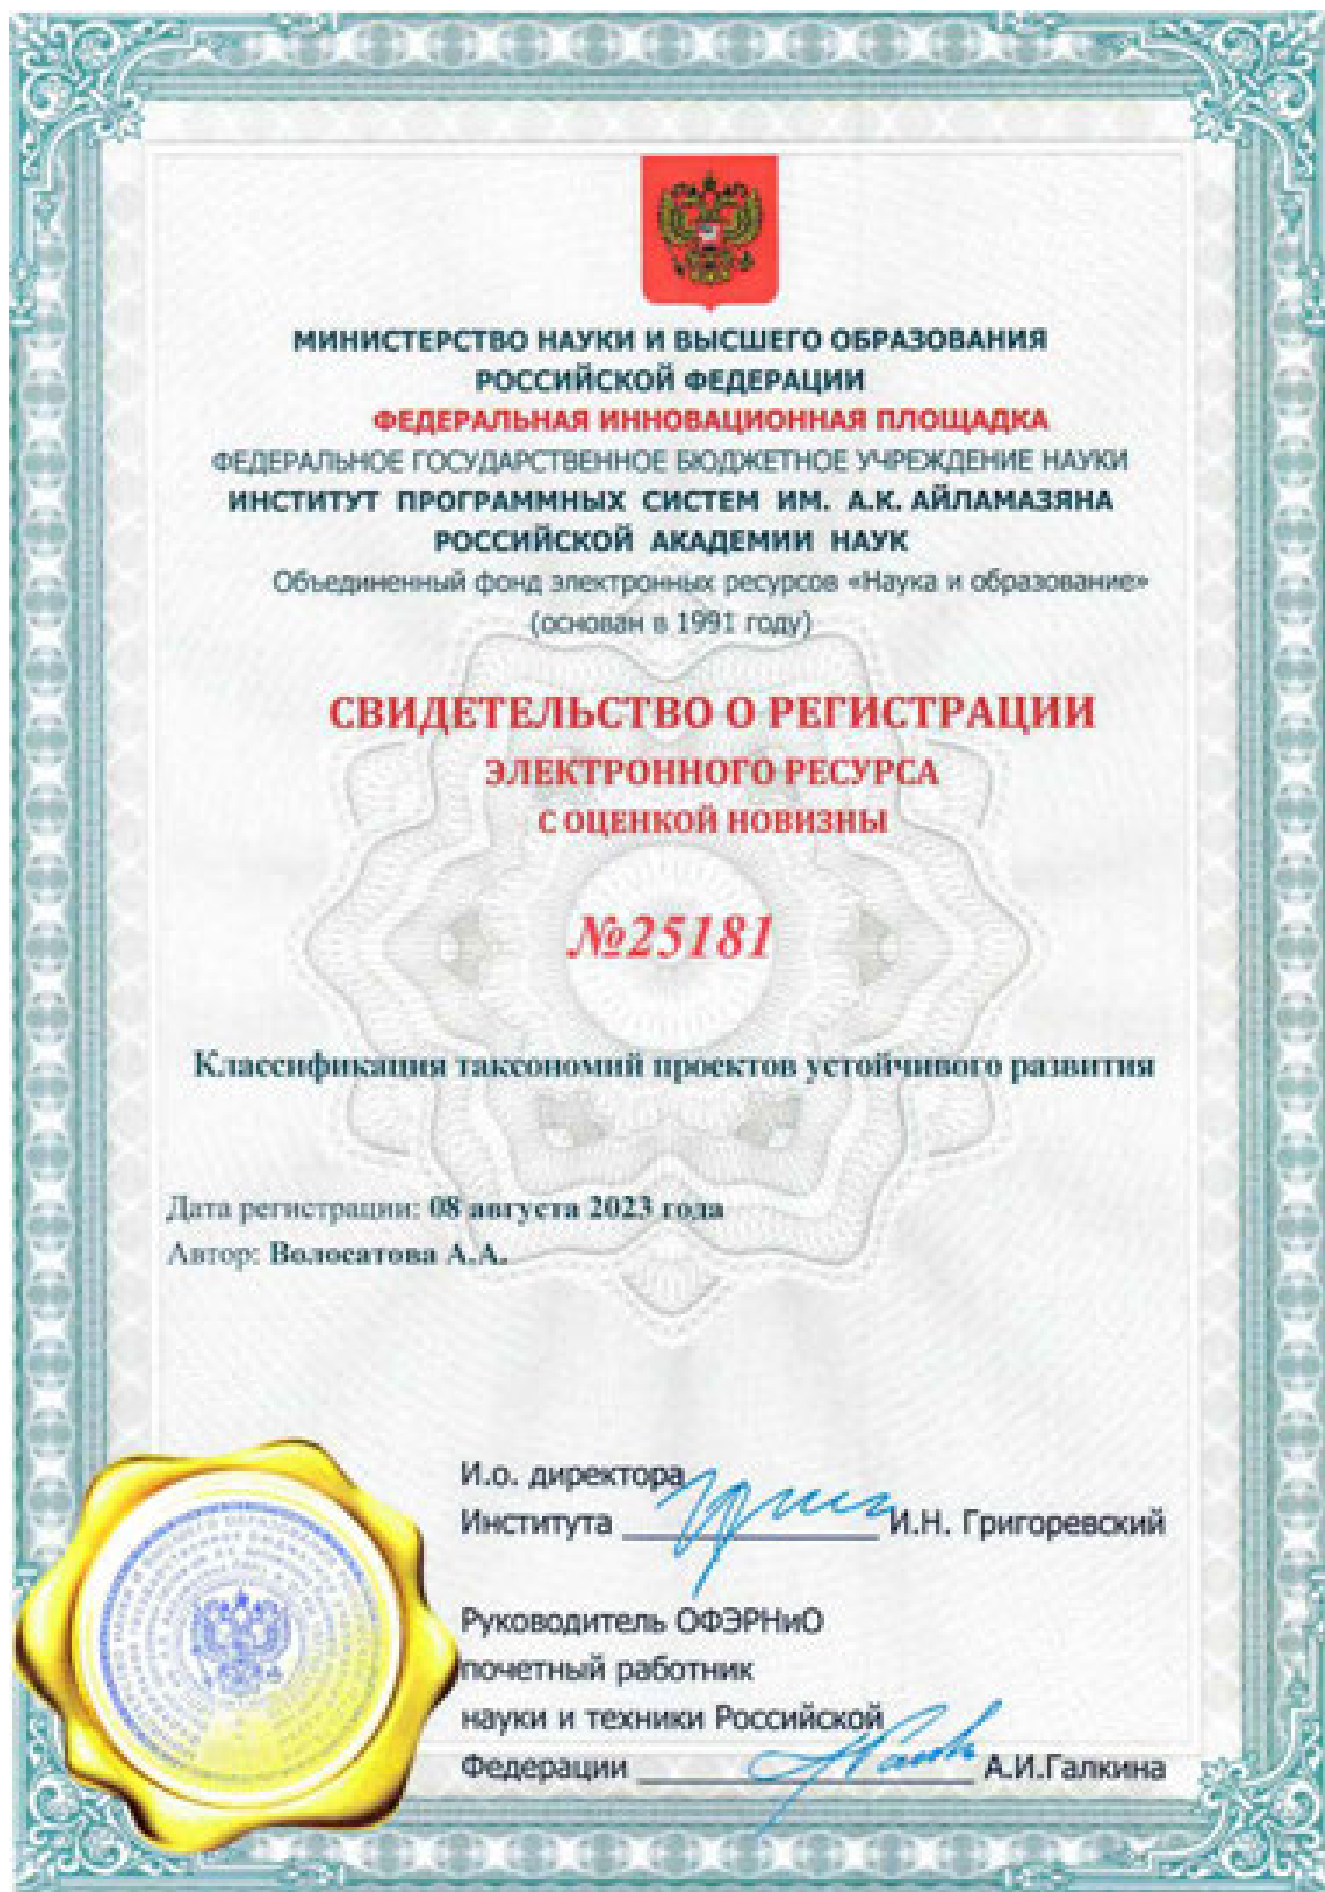 МИНИСТЕРСТВО НАУКИ И ВЫСШЕГО ОБРАЗОВАНИЯ
РОССИЙСКОЙ ФЕДЕРАЦИИ
ФЕДЕРАЛЬНАЯ ИННОВАЦИОННАЯ ПЛОЩАДКА
ФЕДЕРАЛЬНОЕ ГОСУДАРСТВЕННОЕ БЮДЖЕТНОЕ УЧРЕЖДЕНИЕ НАУКИ
ИНСТИТУТ ПРОГРАММНЫХ СИСТЕМ ИМ. А.К. АЙЛАМАЗЯНА
РОССИЙСКОЙ АКАДЕМИИ НАУК
Объединенный фонд электронных ресурсов «Наука и образование»
(основан в 1991 году)
СВИДЕТЕЛЬСТВО О РЕГИСТРАЦИИ
ЭЛЕКТРОННОГО РЕСУРСА
С ОЦЕНКОЙ НОВИЗНЫ
№25181
Классификация таксономий проектов устойчивого развития
Дата регистрации: 08 августа 2023 года
Автор: Волосатова А.А.
И.о. директора
Института И.Н. Григоревский
Руководитель ОФЭРНиО
почетный работник
науки и техники Российской
Федерации А.И.Галкина